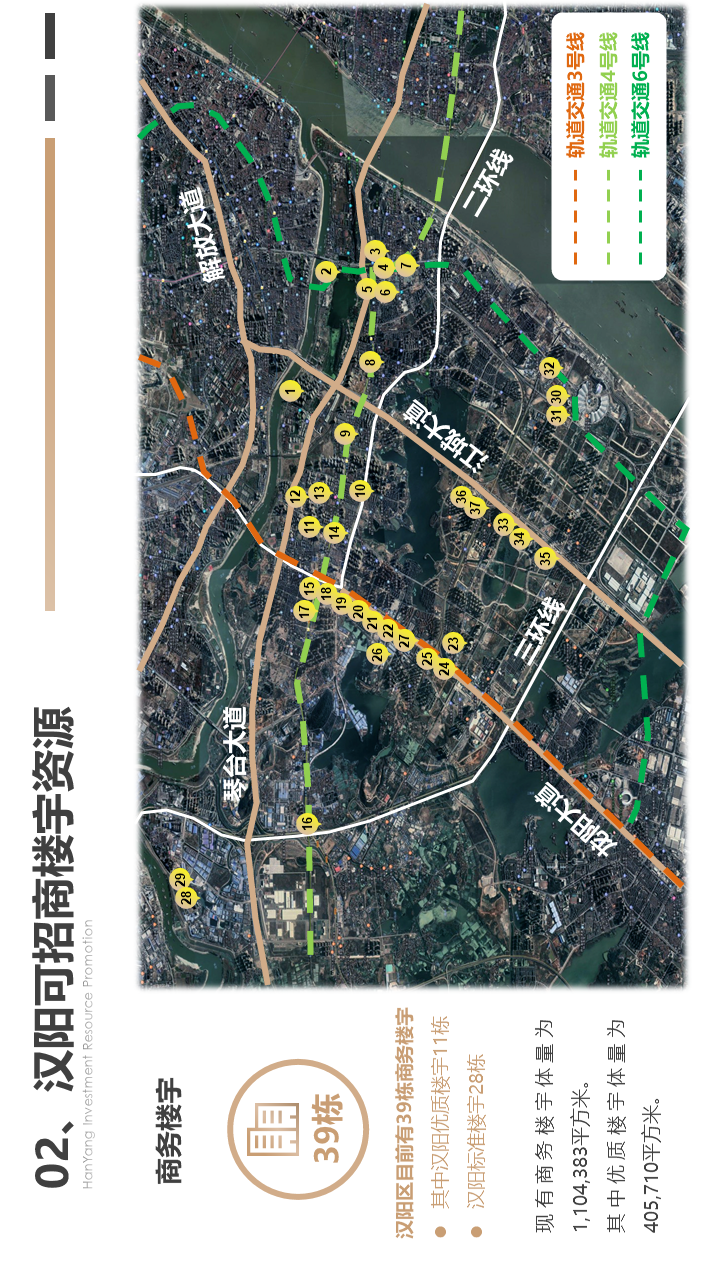 02、汉阳可招商楼宇资源
HanYang Investment Resource Promotion
商务楼宇
39栋
汉阳区目前有39栋商务楼宇
● 其中汉阳优质楼宇11栋
● 汉阳标准楼宇28栋
现有商务楼宇体量为
1,104,383平方米。
其中优质楼宇体量为
405,710平方米。
解放大道
琴台大道
二环线
江城大道
三环线
龙阳大道
轨道交通3号线
轨道交通4号线
轨道交通6号线
1
2
3
4
5
6
7
8
9
10
11
12
13
14
15
16
17
18
19
20
21
22
23
24
25
26
27
28
29
30
31
32
33
34
35
36
37